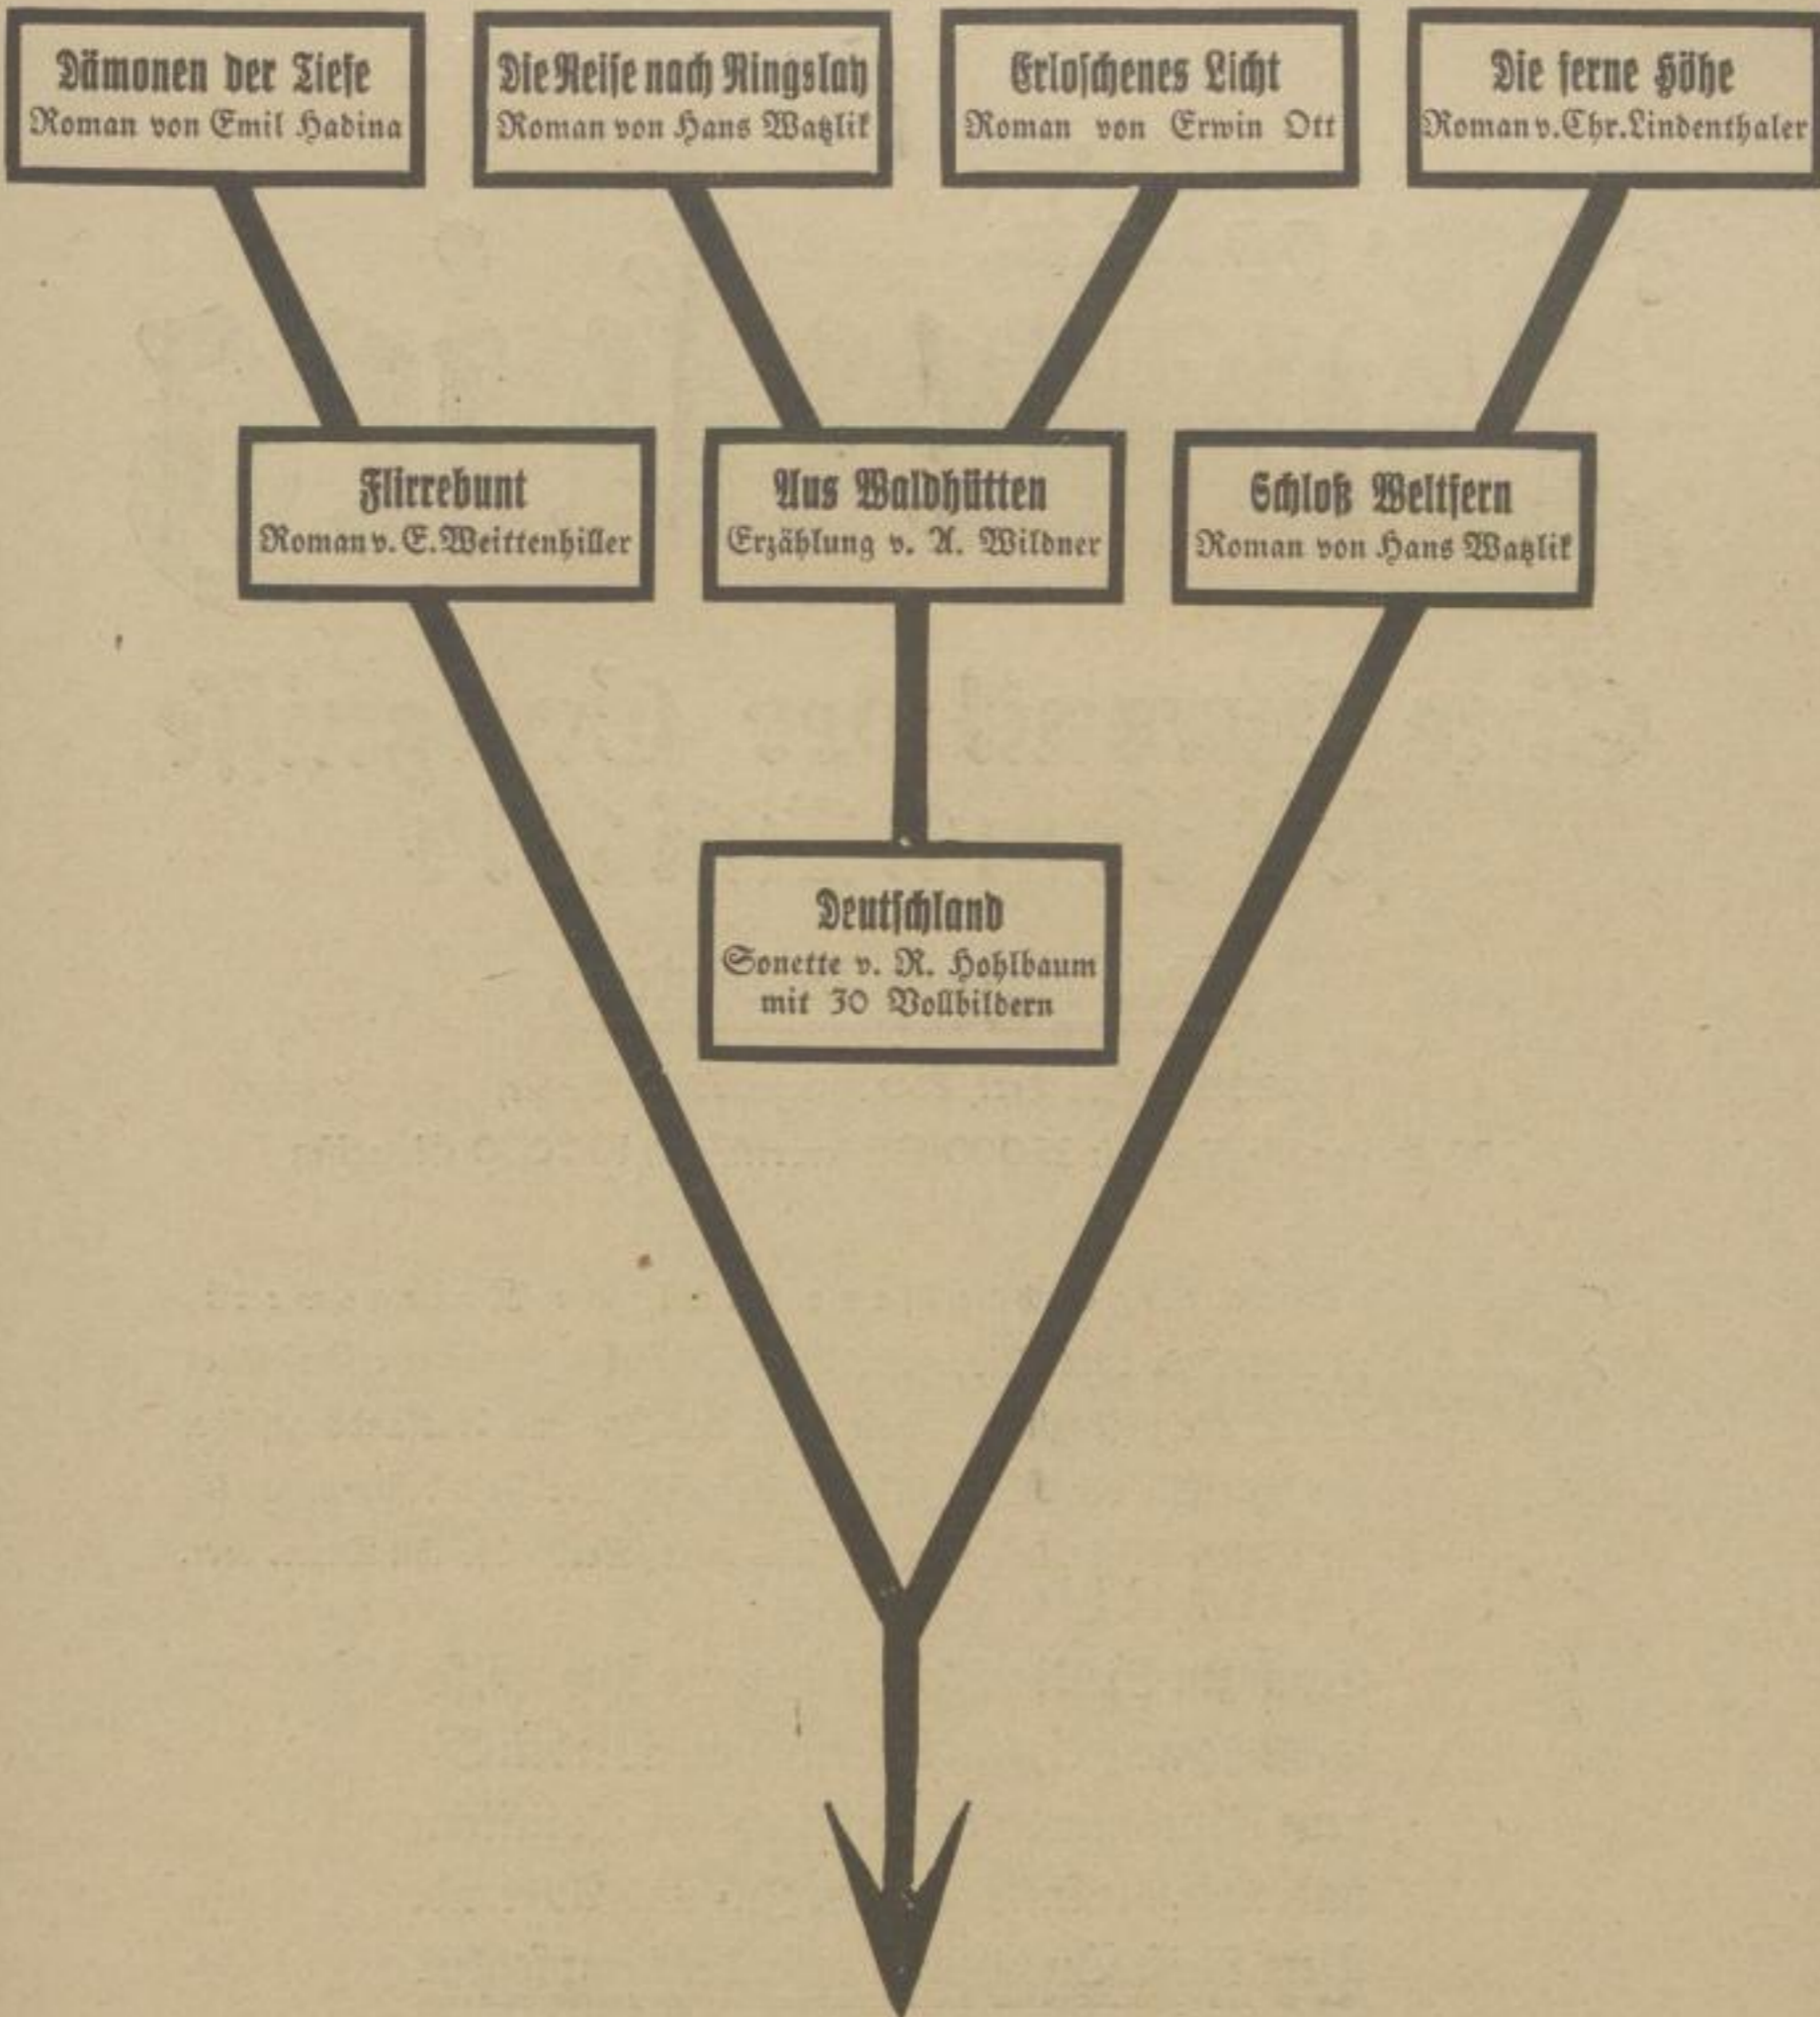 Dämonen der Tiefe
Roman von Emil Hadina
Die Reise nach Ringslay
Roman von Hans Watzlik
Erloschenes Licht
Roman von Erwin Ott
Die ferne Höhe
Roman v. Chr. Lindenthaler
Flirrebunt
Roman v. E. Weittenhiller
Aus Waldhütten
Erzählung v. A. Wildner
Schloß Weltfern
Roman von Hans Watzlik
Deutschland
Sonette v. R. Hohlbaum
mit 30 Vollbildern